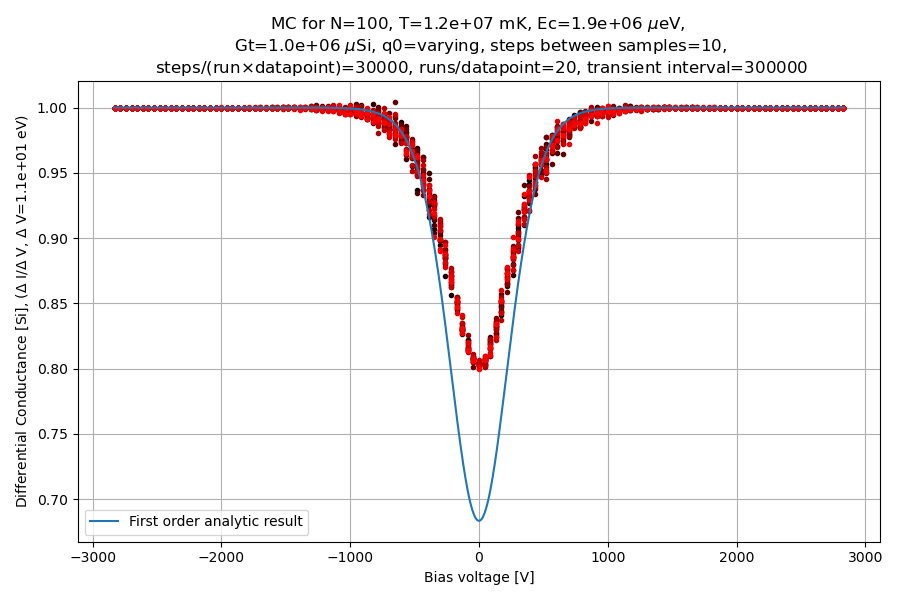 MC for N=100, T=1.2e+07 mK, Ec=1.9e+06 μeV,
Gt=1.0e+06 μSi, q0=varying, steps between samples=10,
steps/(run×datapoint)=30000, runs/datapoint=20, transient interval=300000
Differential Conductance [Si], (Δ I/Δ V, Δ V=1.1e+01 eV)
1.00
0.95
0.90
0.85
0.80
0.75
0.70
First order analytic result
−3000
−2000
−1000
0
1000
2000
3000
Bias voltage [V]